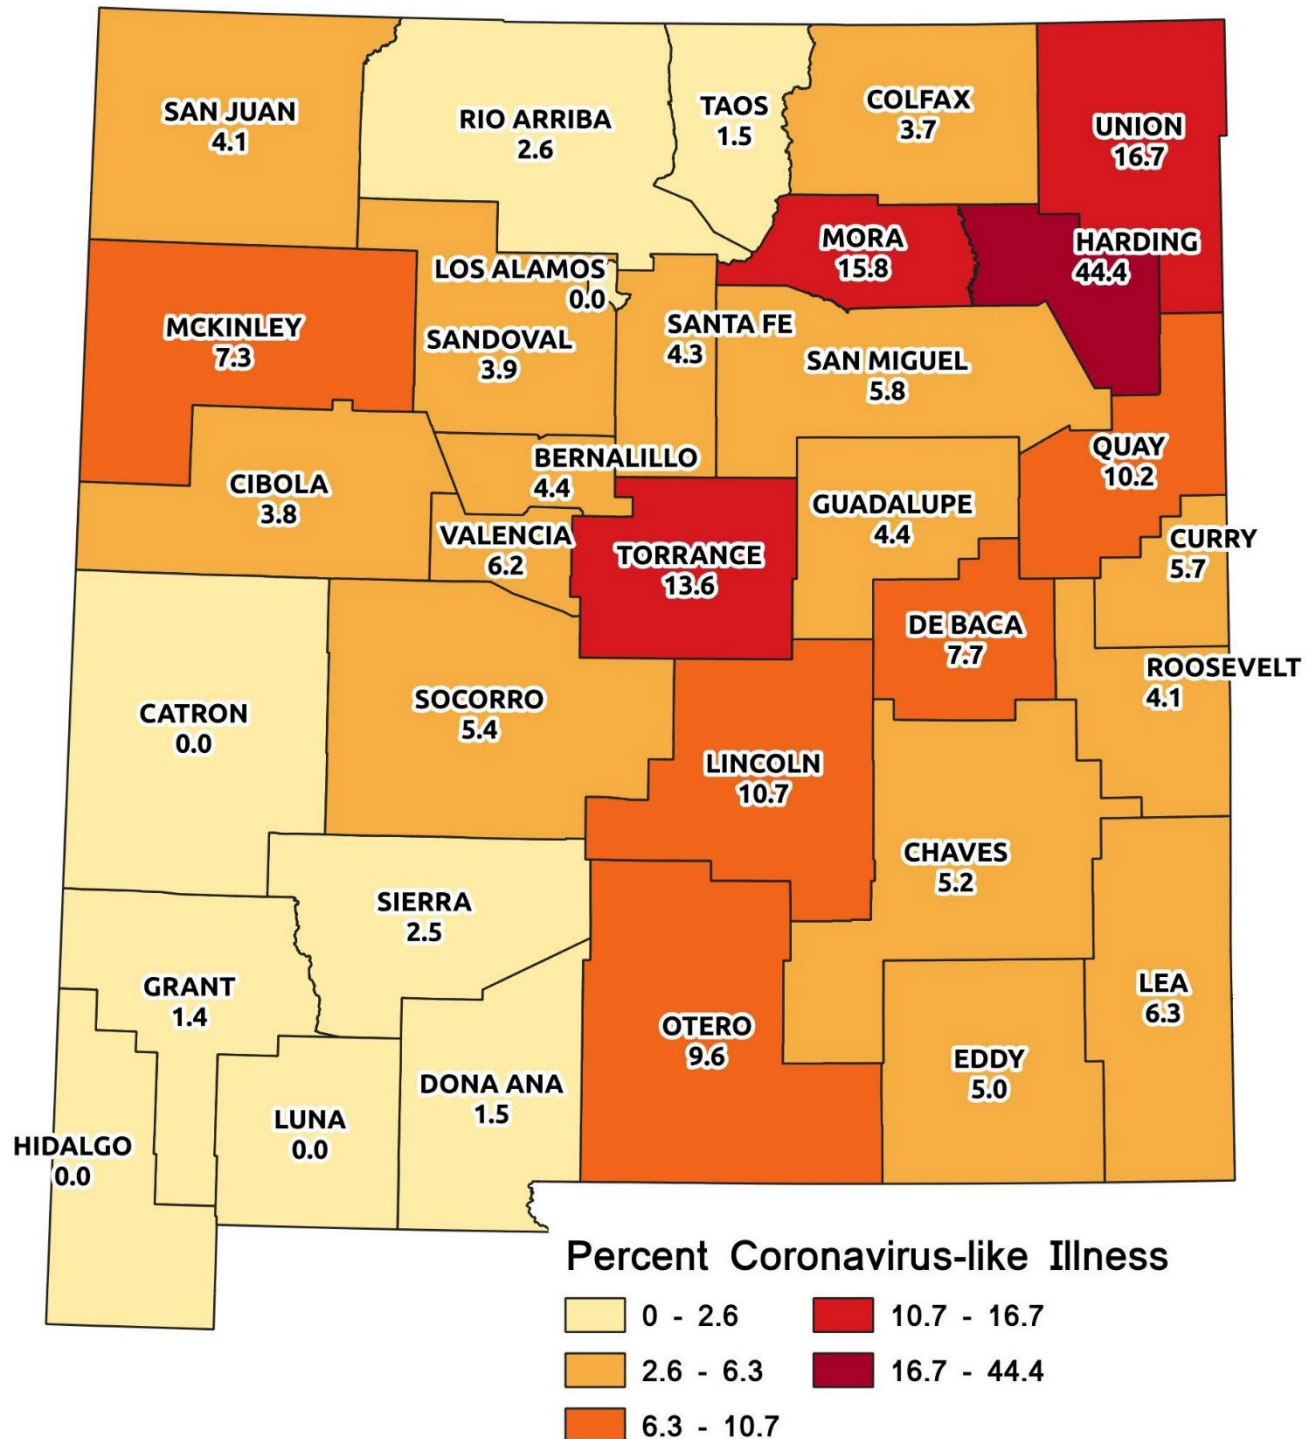 SAN JUAN
4.1
RIO ARRIBA
2.6
TAOS
1.5
COLFAX
3.7
UNION
16.7
MORA
15.8
HARDING
44.4
LOS ALAMOS
0.0
MCKINLEY
7.3
SANDOVAL
3.9
SANTA FE
4.3
SAN MIGUEL
5.8
QUAY
10.2
CIBOLA
3.8
BERNALILLO
4.4
GUADALUPE
4.4
VALENCIA
6.2
TORRANCE
13.6
CURRY
5.7
DE BACA
7.7
ROOSEVELT
4.1
CATRON
0.0
SOCORRO
5.4
LINCOLN
10.7
CHAVES
5.2
SIERRA
2.5
GRANT
1.4
OTERO
9.6
LEA
6.3
EDDY
5.0
DONA ANA
1.5
LUNA
0.0
HIDALGO
0.0
Percent Coronavirus-like Illness
0 - 2.6
2.6 - 6.3
6.3 - 10.7
10.7 - 16.7
16.7 - 44.4